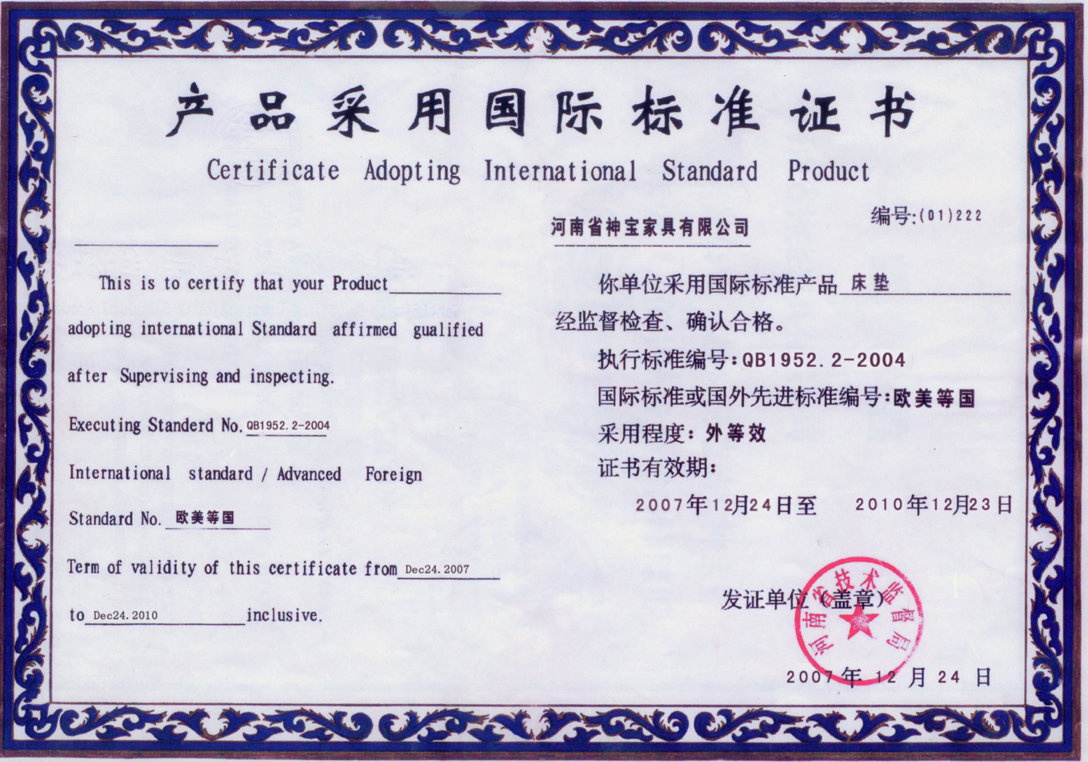 产品采用国际标准证书
Certificate Adopting International Standard Product
编号:(01)222
This is to certify that your Product
adopting international Standard affirmed gualified
after Supervising and inspecting.
Executing Standerd No. QB1952.2-2004
International standard / Advanced Foreign
Standard No. 欧美等国
Term of validity of this certificate from Dec24.2007
to Dec24.2010 inclusive.
河南省神宝家具有限公司
你单位采用国际标准产品 床垫
经监督检查、确认合格。
执行标准编号:QB1952.2-2004
国际标准或国外先进标准编号:欧美等国
采用程度:外等效
证书有效期:
2007年12月24日至 2010年12月23日
发证单位(盖章)
河南省技术监督局
2007年12月24日